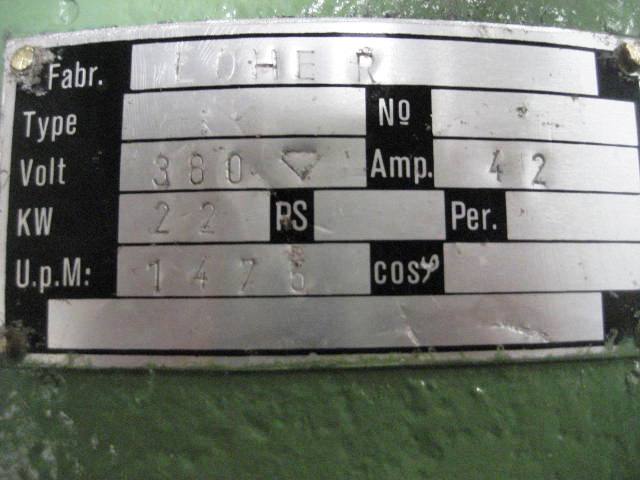 Fabr. LOHER
Type Nº
Volt 380 Amp. 42
KW 22 PS Per.
U.p.M: 1475 cosφ